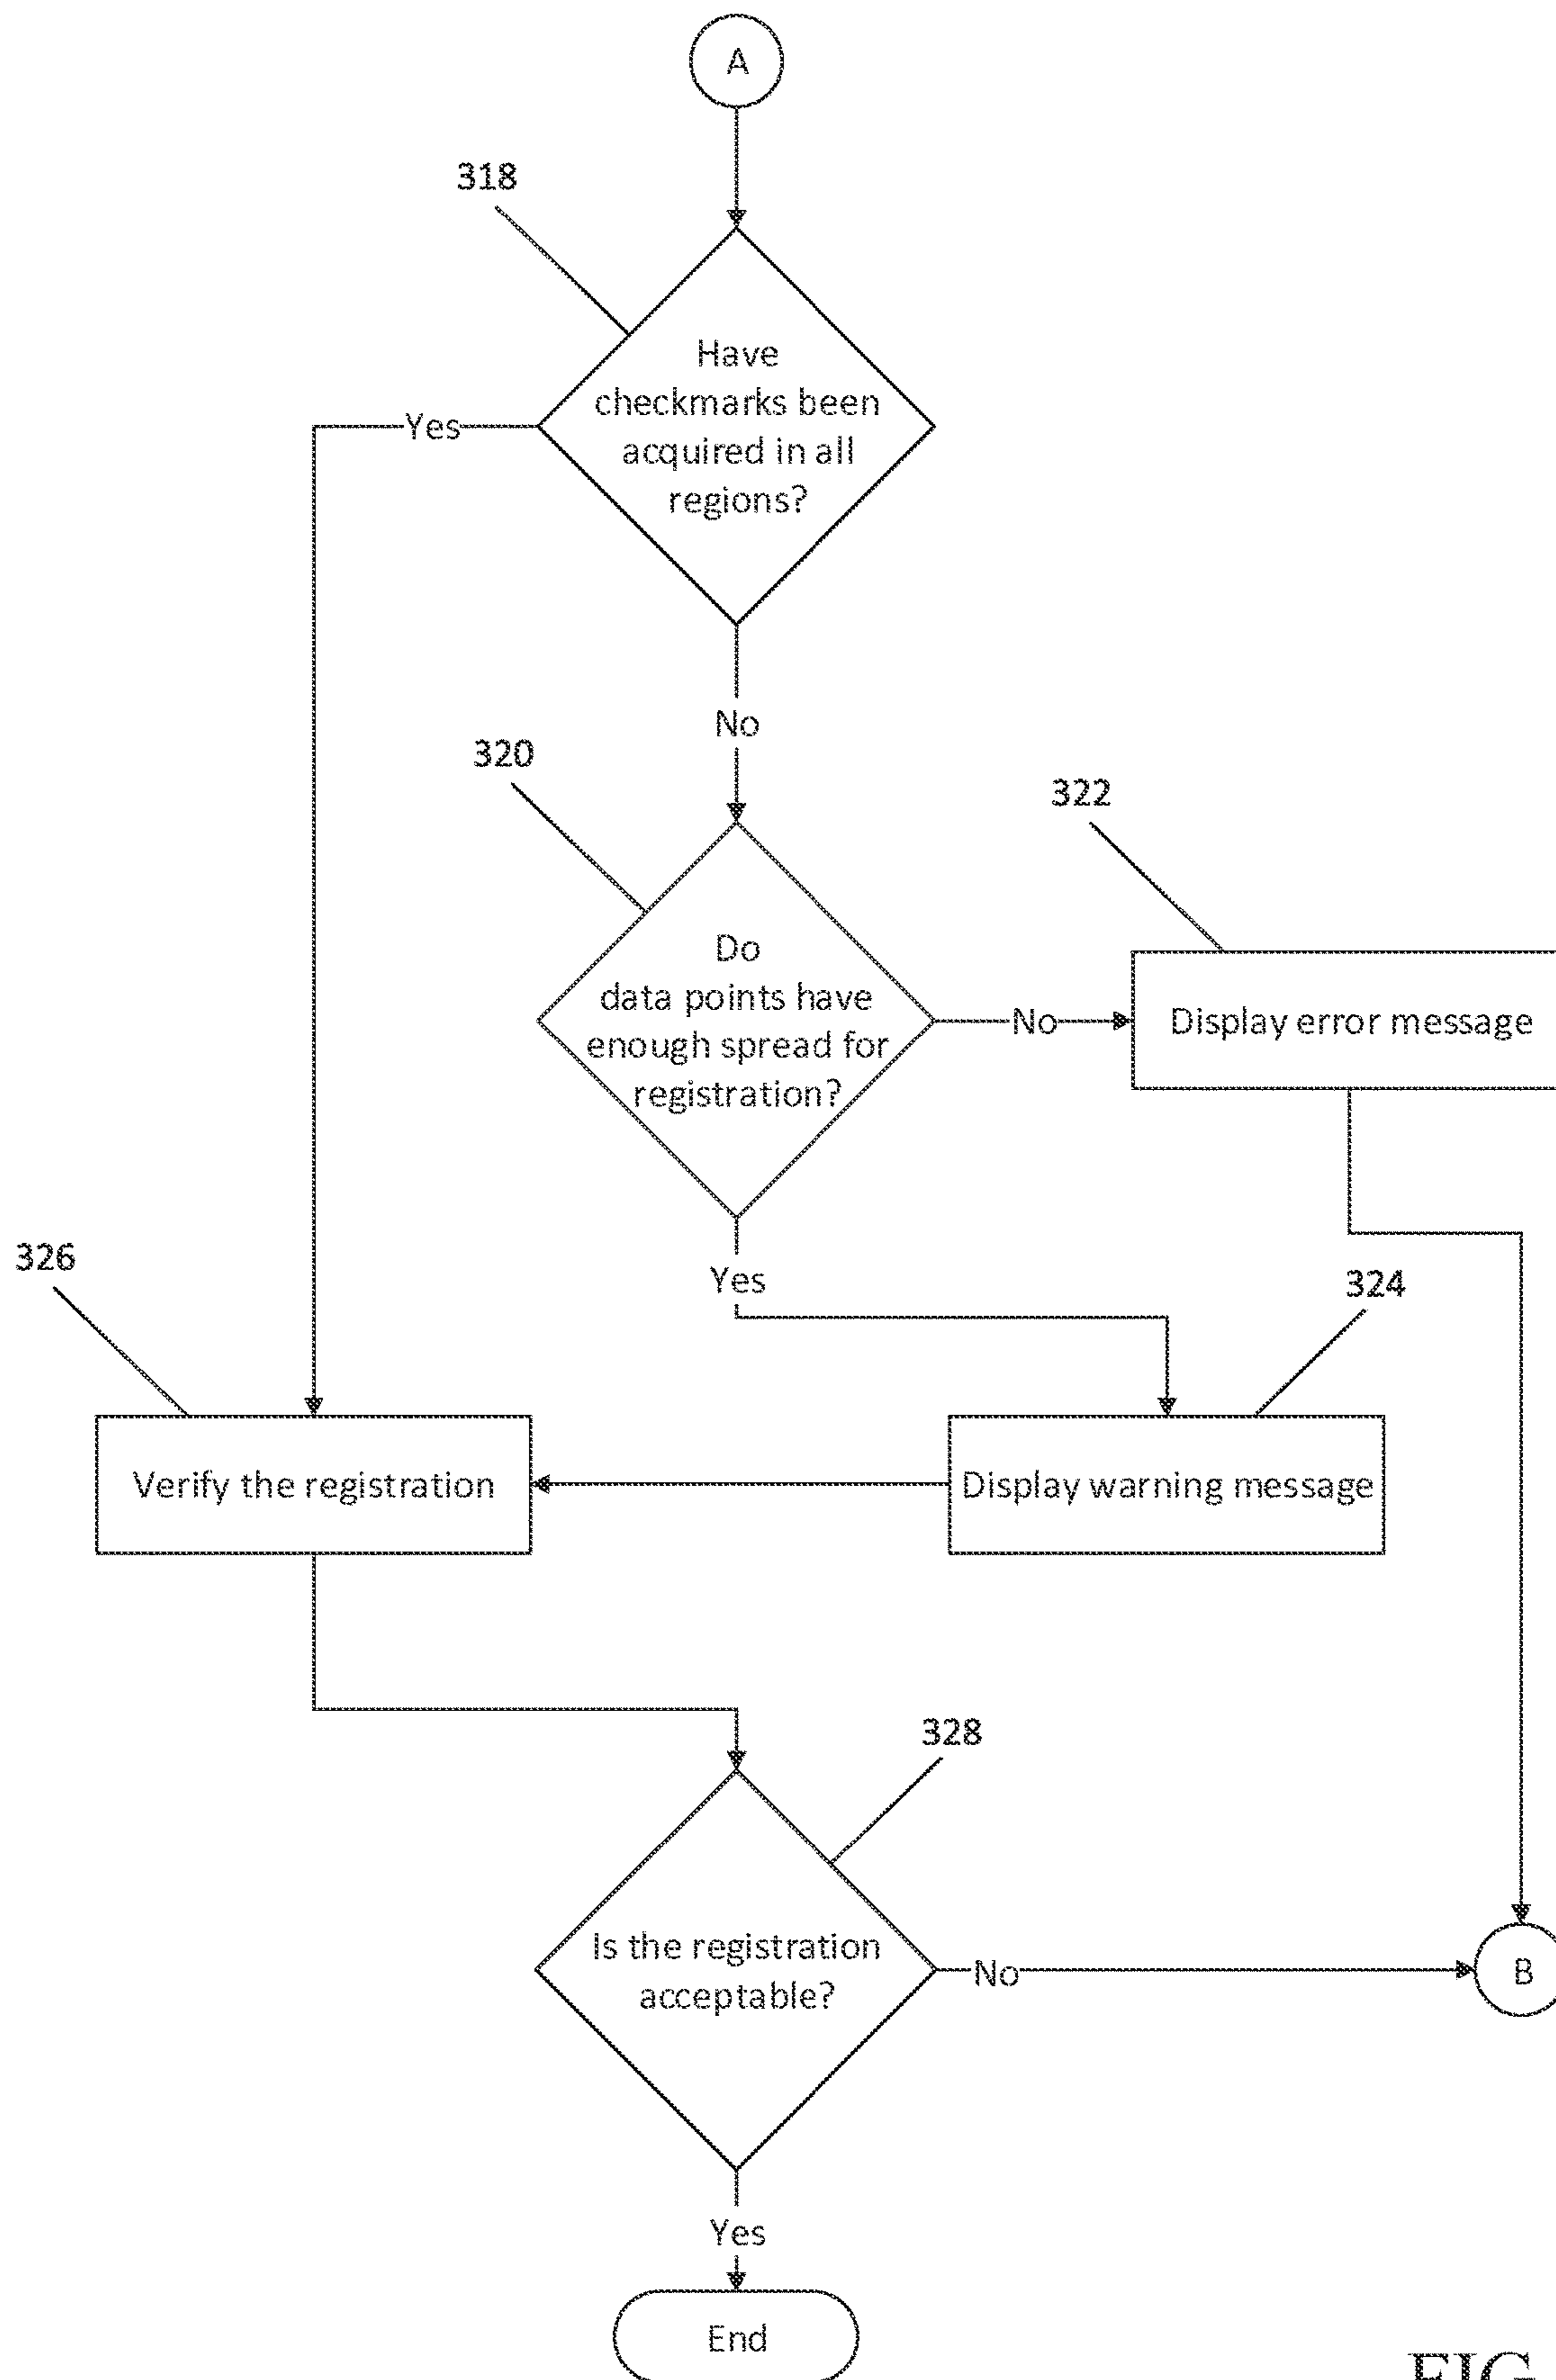 A
318
Have
checkmarks been
acquired in all
regions?
Yes
No
320
322
Do
data points have
enough spread for
registration?
No
Display error message
326
Yes
324
Verify the registration
Display warning message
328
Is the registration
acceptable?
No
B
Yes
End
FIG